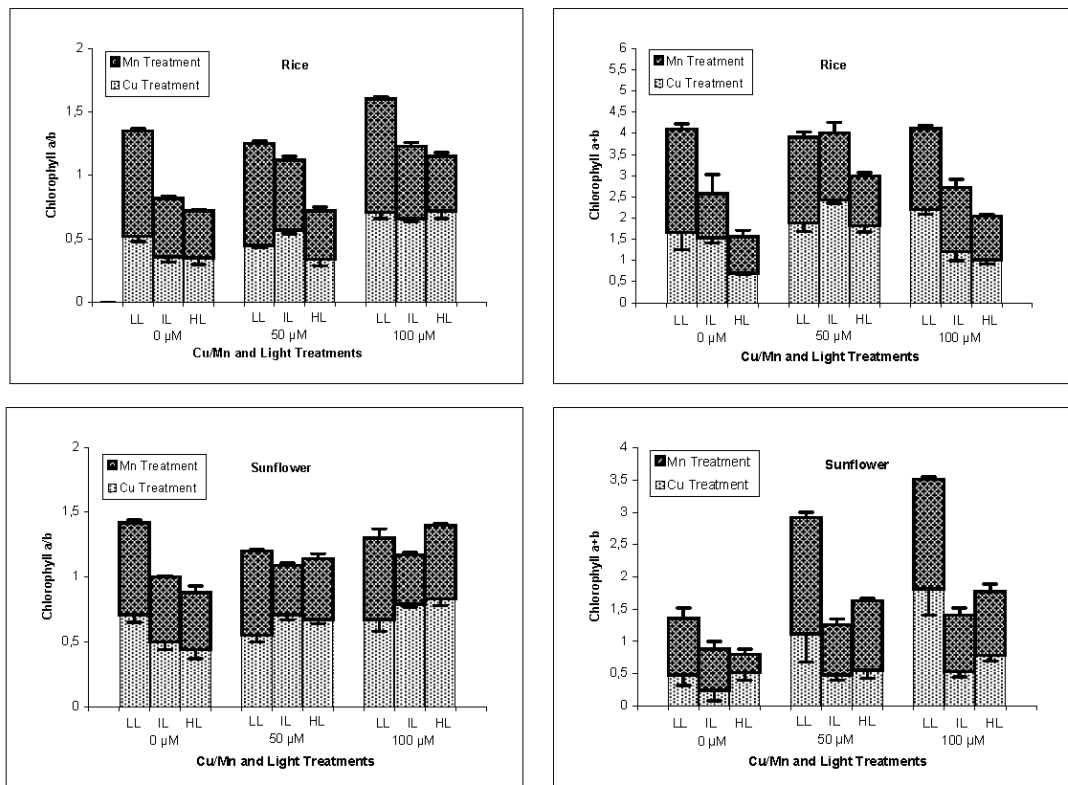 2
Mn Treatment
Rice
Cu Treatment
1,5
Chlorophyll a/b
1
0,5
0
LL IL HL LL IL HL LL IL HL
0 µM 50 µM 100 µM
Cu/Mn and Light Treatments
6
5,5
Mn Treatment
Rice
5
Cu Treatment
4,5
4
3,5
Chlorophyll a+b
3
2,5
2
1,5
1
0,5
0
LL IL HL LL IL HL LL IL HL
0 µM 50 µM 100 µM
Cu/Mn and Light Treatments
2
Mn Treatment
Sunflower
Cu Treatment
1,5
Chlorophyll a/b
1
0,5
0
LL IL HL LL IL HL LL IL HL
0 µM 50 µM 100 µM
Cu/Mn and Light Treatments
4
Mn Treatment
Sunflower
3,5
Cu Treatment
3
2,5
Chlorophyll a+b
2
1,5
1
0,5
0
LL IL HL LL IL HL LL IL HL
0 µM 50 µM 100 µM
Cu/Mn and Light Treatments